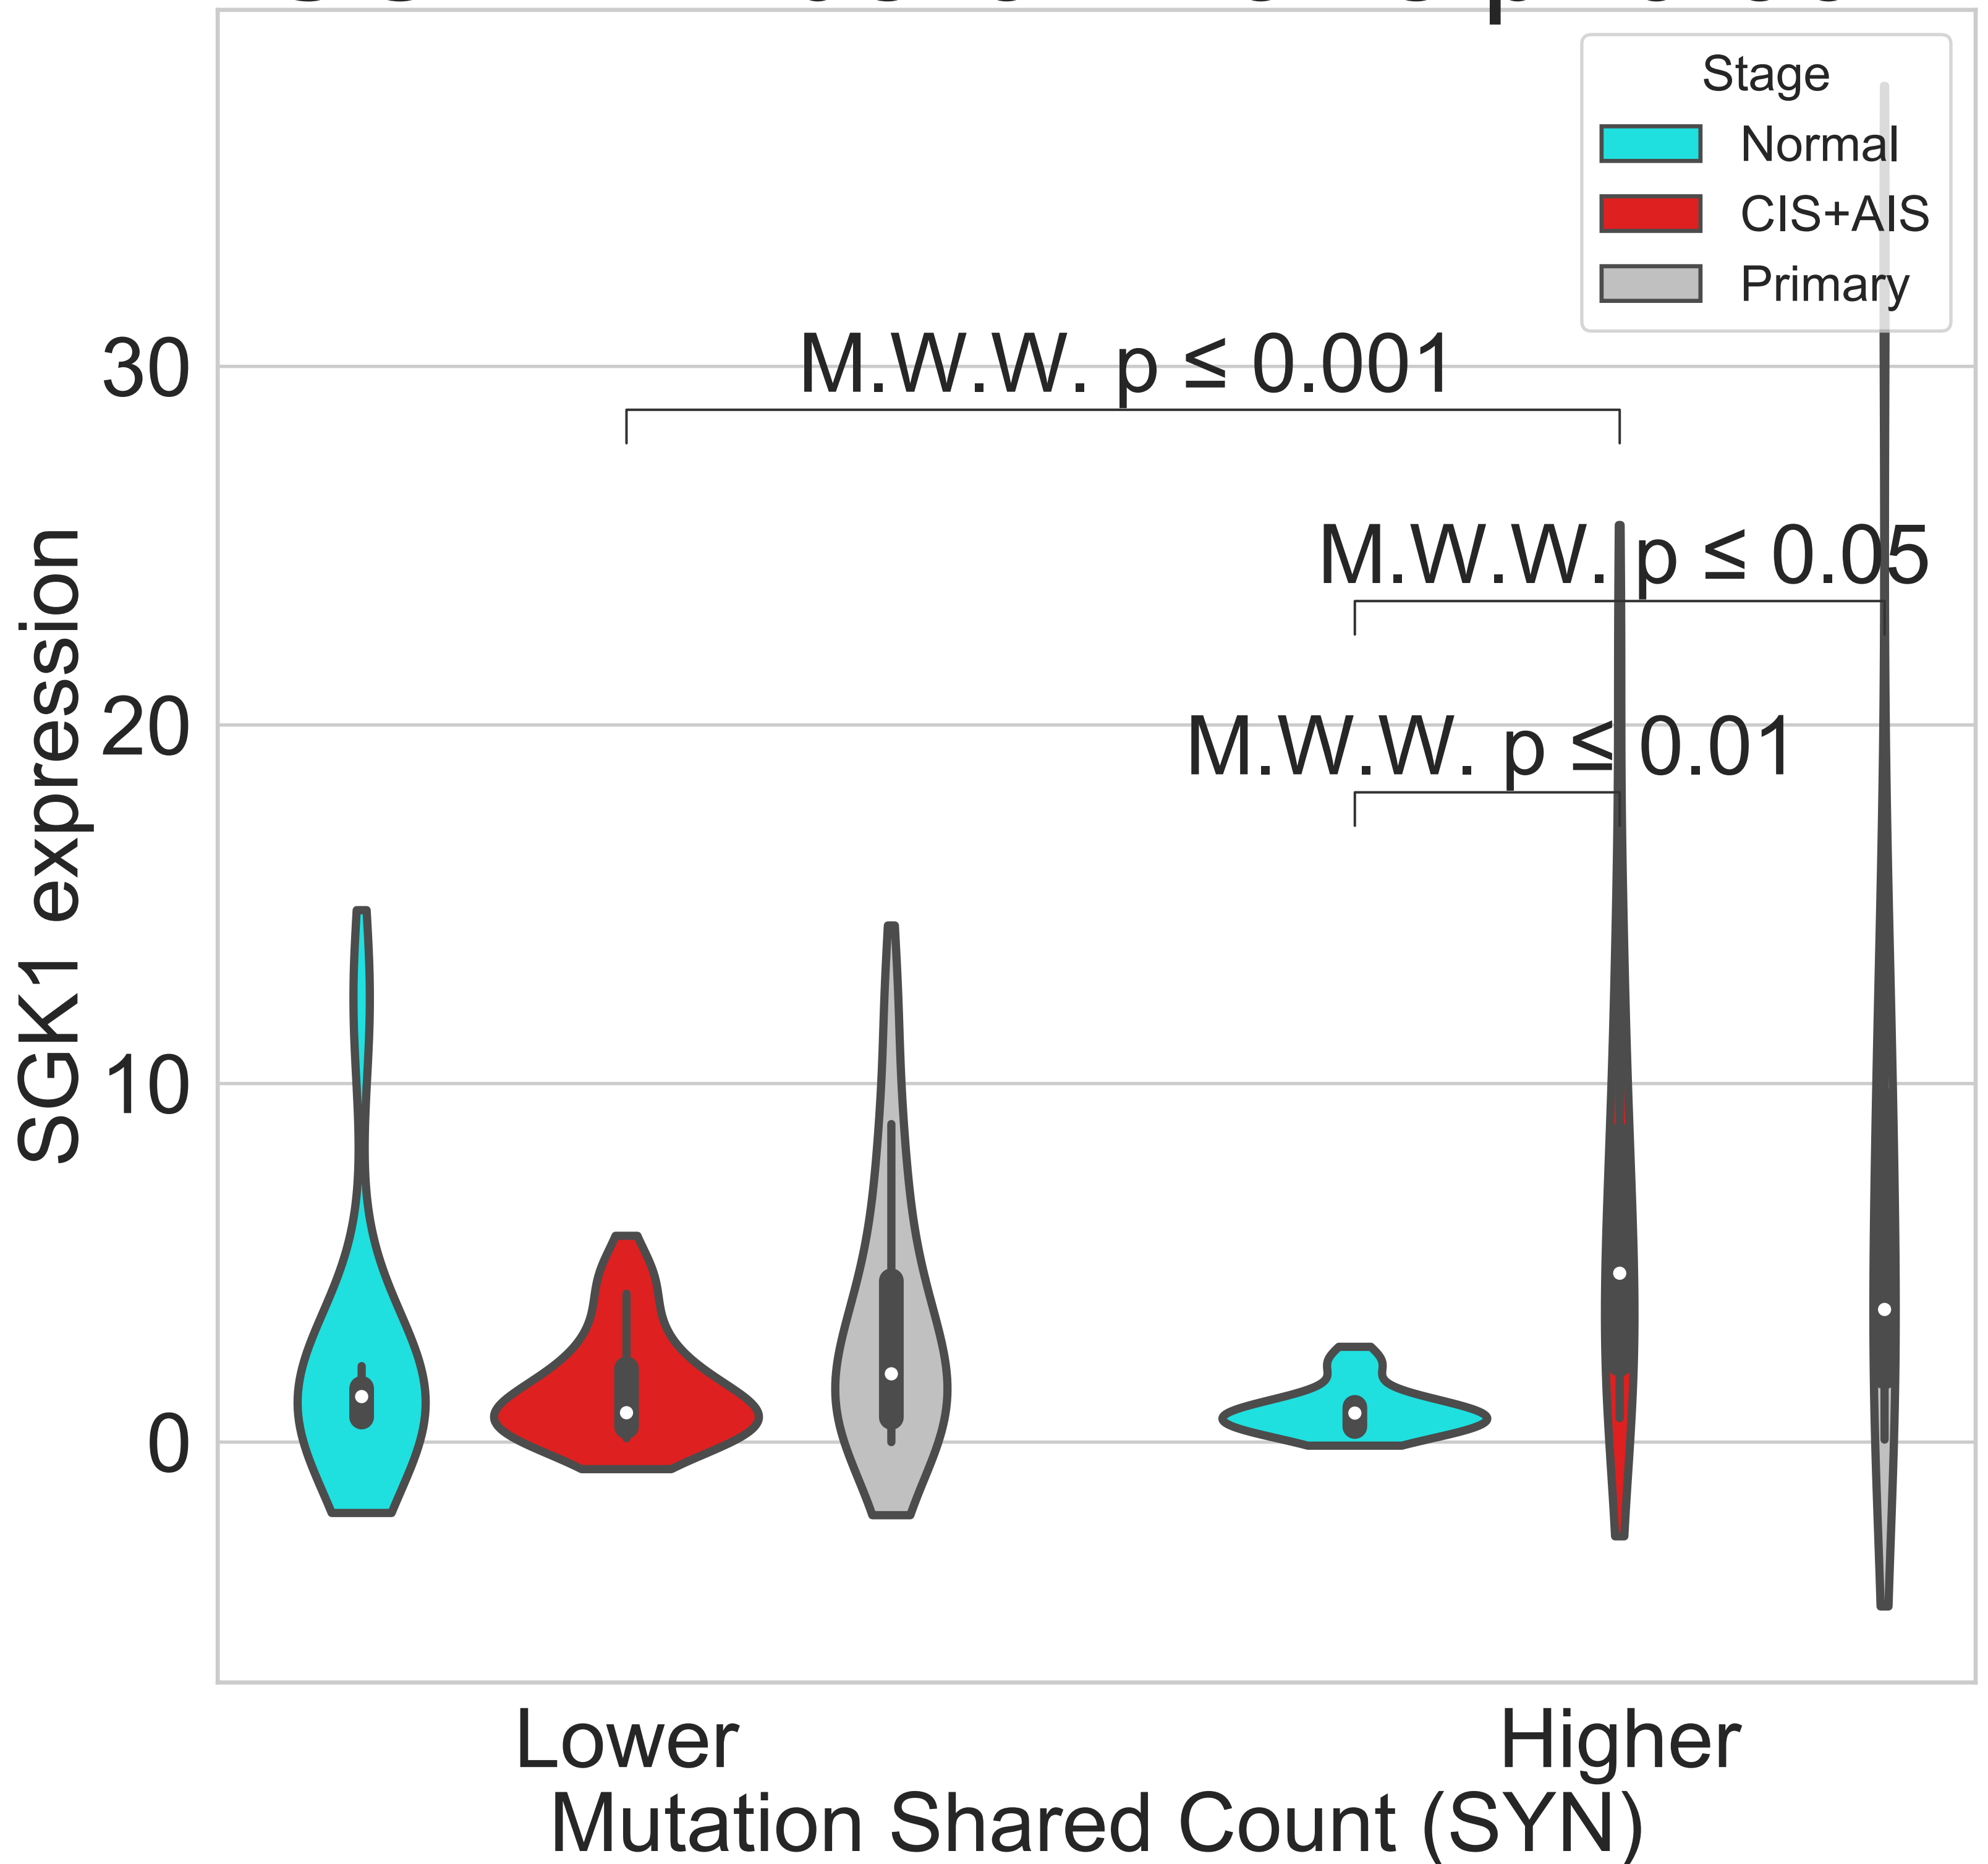 Stage
Normal
CIS+AIS
Primary
30
20
10
0
SGK1 expression
M.W.W. p ≤ 0.001
M.W.W. p ≤ 0.05
M.W.W. p ≤ 0.01
Lower
Higher
Mutation Shared Count (SYN)